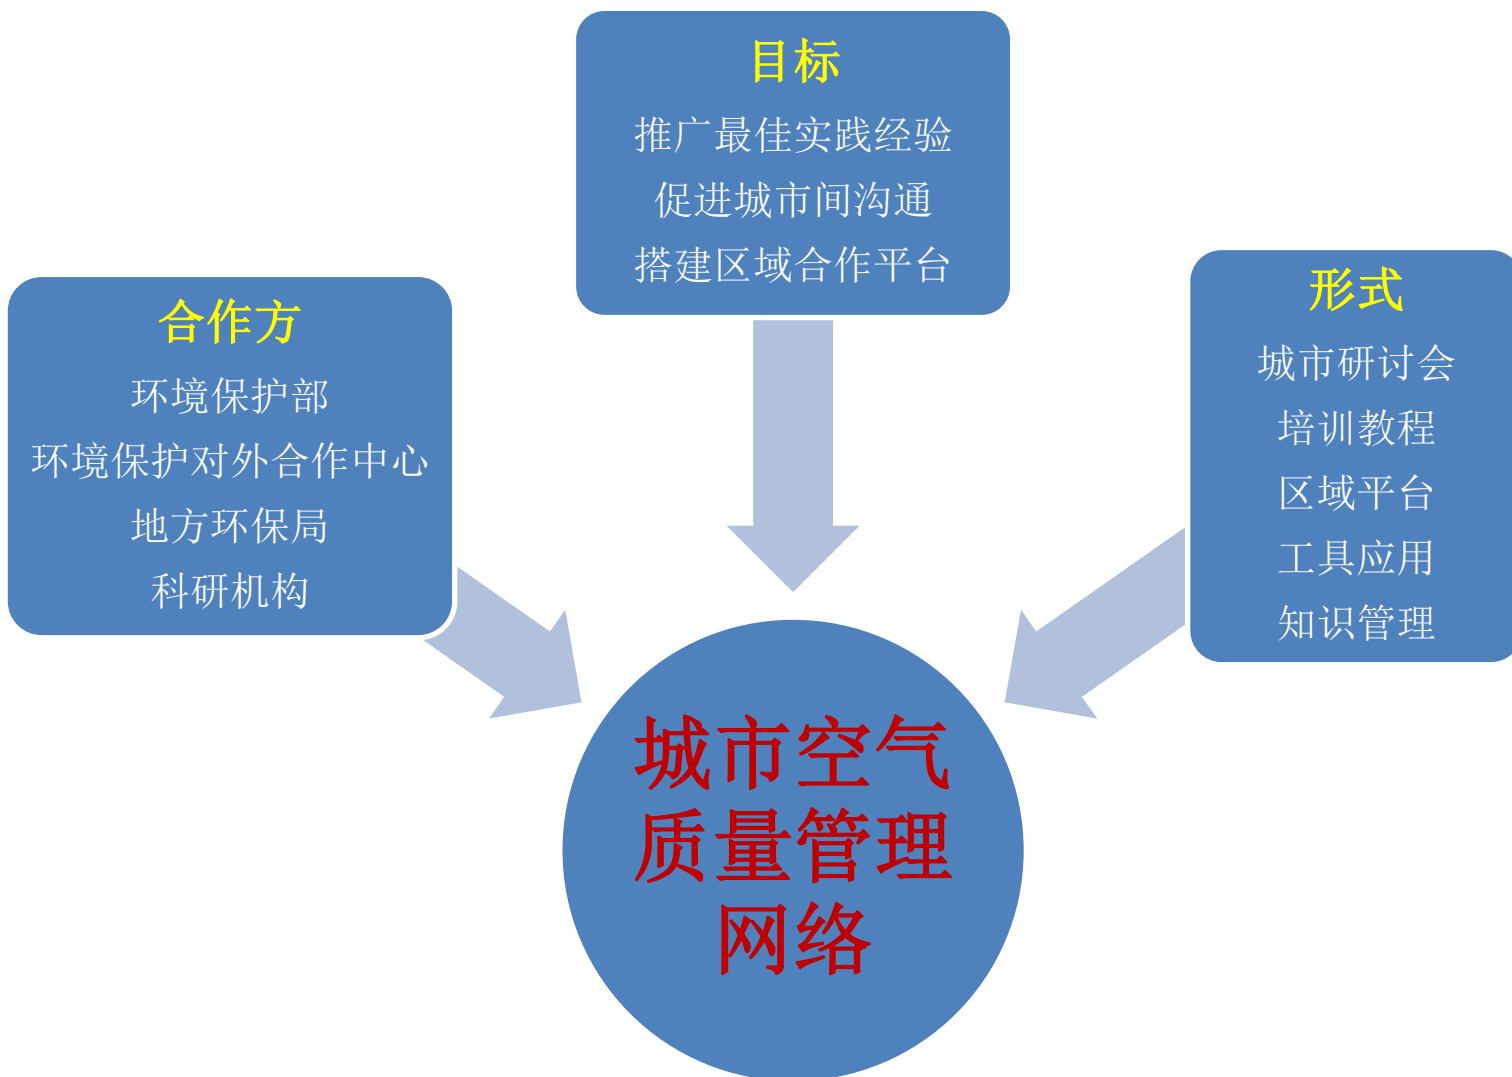 目标
推广最佳实践经验
促进城市间沟通
搭建区域合作平台
合作方
环境保护部
环境保护对外合作中心
地方环保局
科研机构
形式
城市研讨会
培训教程
区域平台
工具应用
知识管理
城市空气
质量管理
网络